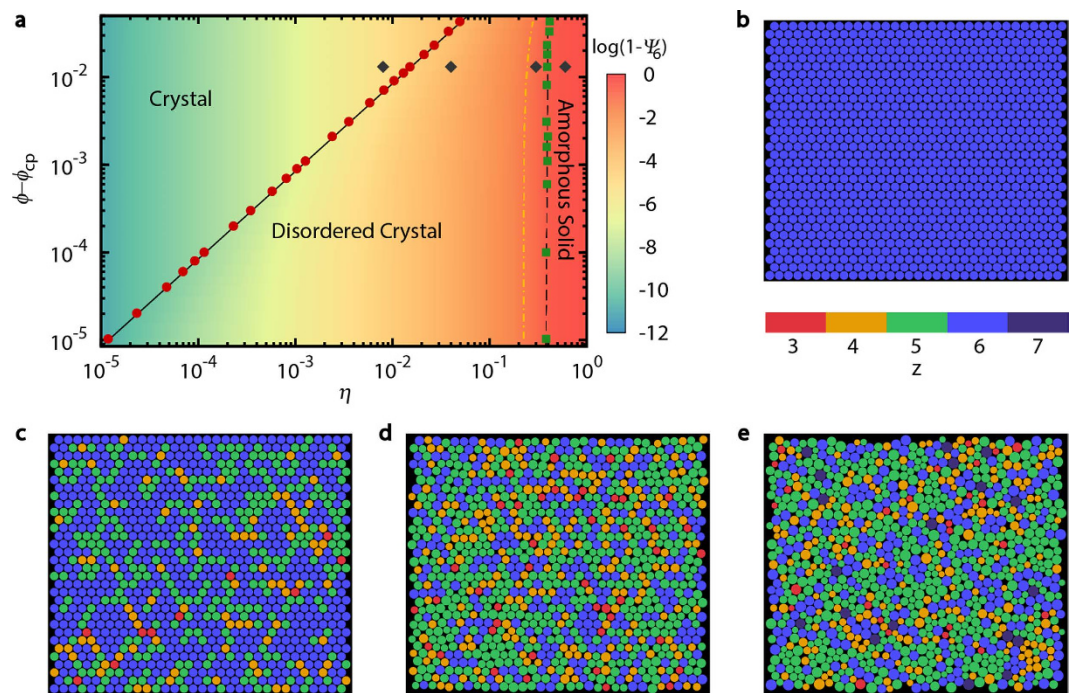 a
log(1-Ψ₆)
0
-2
-4
-6
-8
-10
-12
Crystal
Disordered Crystal
Amorphous Solid
ϕ−ϕcp
10⁻²
10⁻³
10⁻⁴
10⁻⁵
10⁻⁵ 10⁻⁴ 10⁻³ 10⁻² 10⁻¹ 10⁰
η
b
3 4 5 6 7
z
c d e